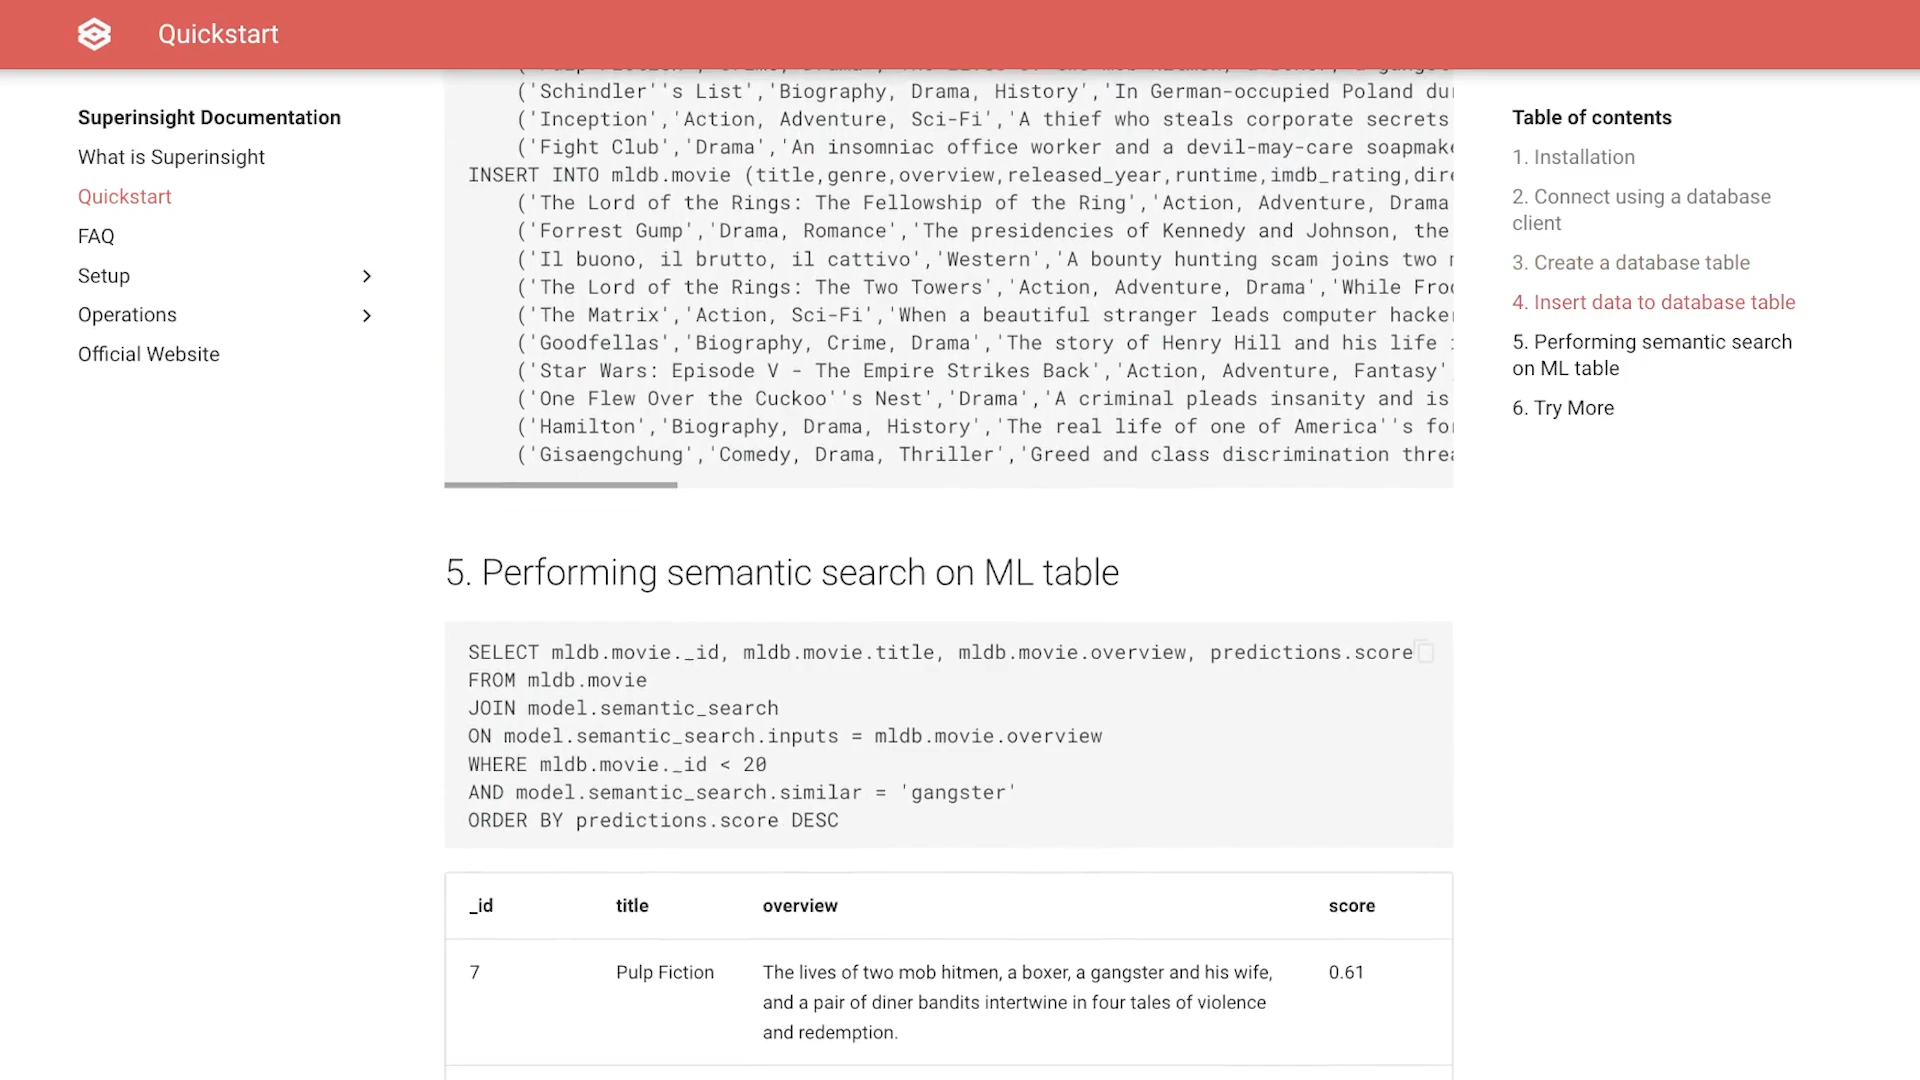 Quickstart
Superinsight Documentation
What is Superinsight
Quickstart
FAQ
Setup
Operations
Official Website
('Schindler''s List','Biography, Drama, History','In German-occupied Poland
('Inception','Action, Adventure, Sci-Fi','A thief who steals corporate secrets
('Fight Club','Drama','An insomniac office worker and a devil-may-care
INSERT INTO mldb.movie (title,genre,overview,released_year,runtime,imdb_rating,
('The Lord of the Rings: The Fellowship of the Ring','Action, Adventure, Drama
('Forrest Gump','Drama, Romance','The presidencies of Kennedy and Johnson, the
('Il buono, il brutto, il cattivo','Western','A bounty hunting scam joins two
('The Lord of the Rings: The Two Towers','Action, Adventure, Drama','While
('The Matrix','Action, Sci-Fi','When a beautiful stranger leads computer
('Goodfellas','Biography, Crime, Drama','The story of Henry Hill and his life
('Star Wars: Episode V - The Empire Strikes Back','Action, Adventure, Fantasy'
('One Flew Over the Cuckoo''s Nest','Drama','A criminal pleads insanity and is
('Hamilton','Biography, Drama, History','The real life of one of America''s
('Gisaengchung','Comedy, Drama, Thriller','Greed and class discrimination
5. Performing semantic search on ML table
SELECT mldb.movie._id, mldb.movie.title, mldb.movie.overview, predictions.score
FROM mldb.movie
JOIN model.semantic_search
ON model.semantic_search.inputs = mldb.movie.overview
WHERE mldb.movie._id < 20
AND model.semantic_search.similar = 'gangster'
ORDER BY predictions.score DESC
_id title overview score
7 Pulp Fiction The lives of two mob hitmen, a boxer, a gangster and his wife, 0.61
and a pair of diner bandits intertwine in four tales of violence
and redemption.
Table of contents
1. Installation
2. Connect using a database
client
3. Create a database table
4. Insert data to database table
5. Performing semantic search
on ML table
6. Try More